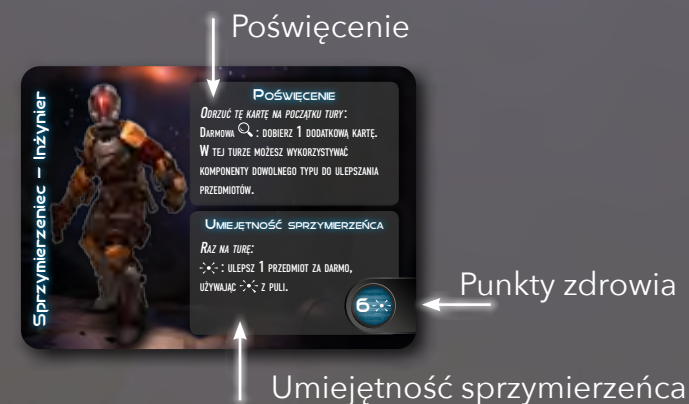 Poświęcenie
Sprzymierzeniec – Inżynier
Poświęcenie
Odrzuć tę kartę na początku tury:
Darmowa : dobierz 1 dodatkową kartę.
W tej turze możesz wykorzystywać
komponenty dowolnego typu do ulepszania
przedmiotów.
Umiejętność sprzymierzeńca
Raz na turę:
: ulepsz 1 przedmiot za darmo,
używając z puli.
6
Punkty zdrowia
Umiejętność sprzymierzeńca